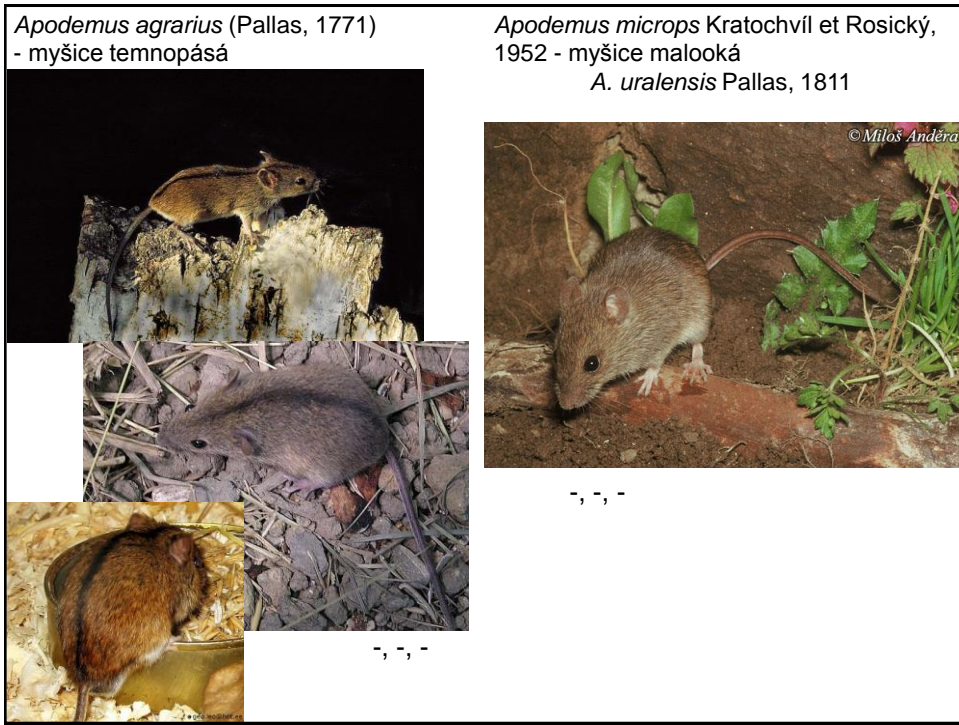 Apodemus agrarius (Pallas, 1771)
- myšice temnopásá
Apodemus microps Kratochvíl et Rosický,
1952 - myšice malooká
A. uralensis Pallas, 1811
© Miloš Anděra
-, -, -
-, -, -